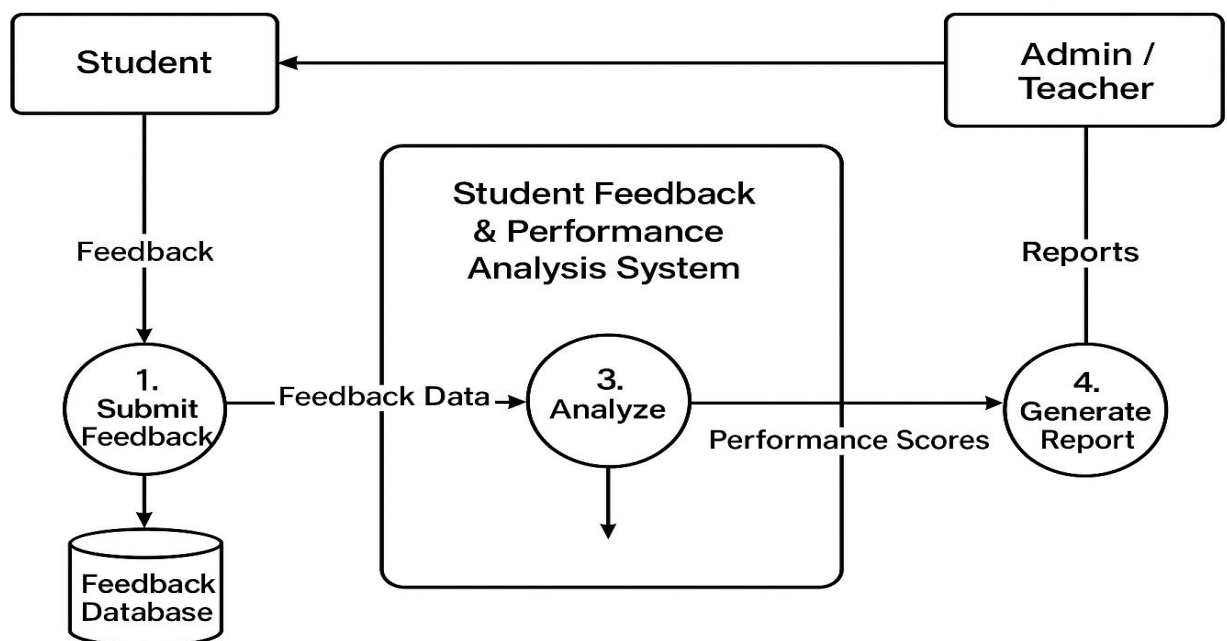 Student
Admin /
Teacher
Student Feedback
& Performance
Analysis System
Feedback
Reports
1.
Submit
Feedback
Feedback Data
3.
Analyze
Performance Scores
4.
Generate
Report
Feedback
Database